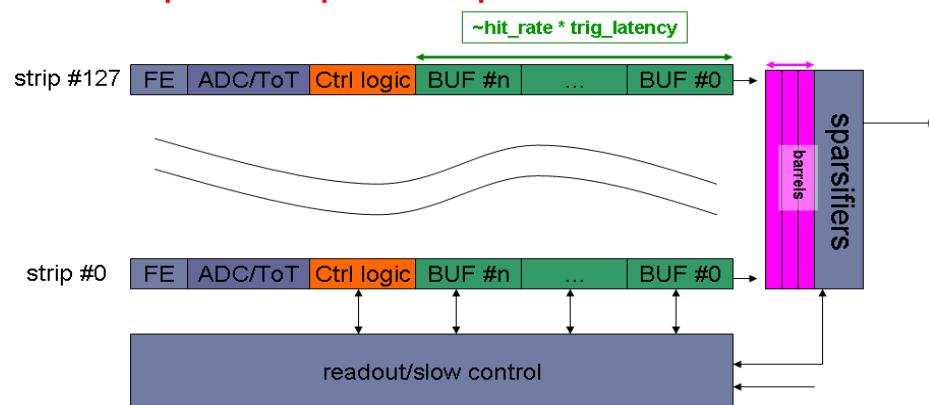 ~hit_rate * trig_latency
strip #127 FE ADC/ToT Ctrl logic BUF #n ... BUF #0
barrels
sparsifiers
strip #0 FE ADC/ToT Ctrl logic BUF #n ... BUF #0
readout/slow control